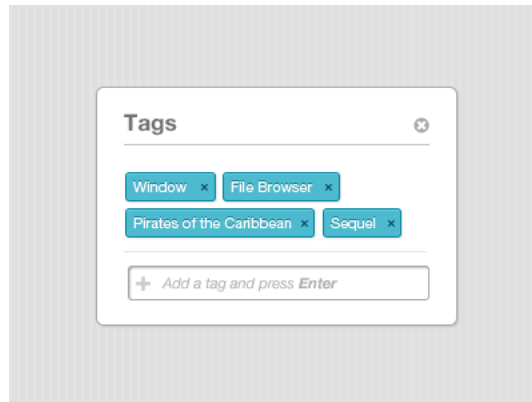 Tags
Window × File Browser ×
Pirates of the Caribbean × Sequel ×
Add a tag and press Enter